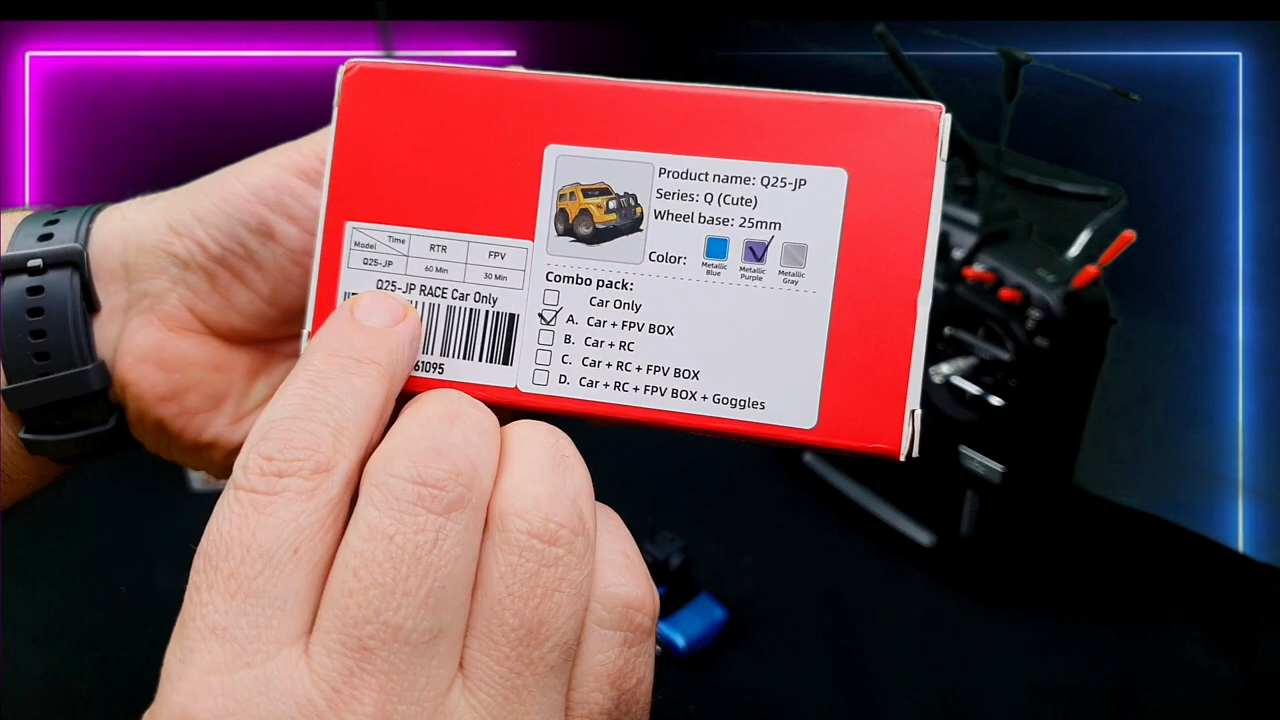 Time
Model
RTR
FPV
Q25-JP
60 Min
30 Min
Q25-JP RACE Car Only
61095
Product name: Q25-JP
Series: Q (Cute)
Wheel base: 25mm
Color:
Metallic Blue
Metallic Purple
Metallic Gray
Combo pack:
Car Only
A. Car + FPV BOX
B. Car + RC
C. Car + RC + FPV BOX
D. Car + RC + FPV BOX + Goggles